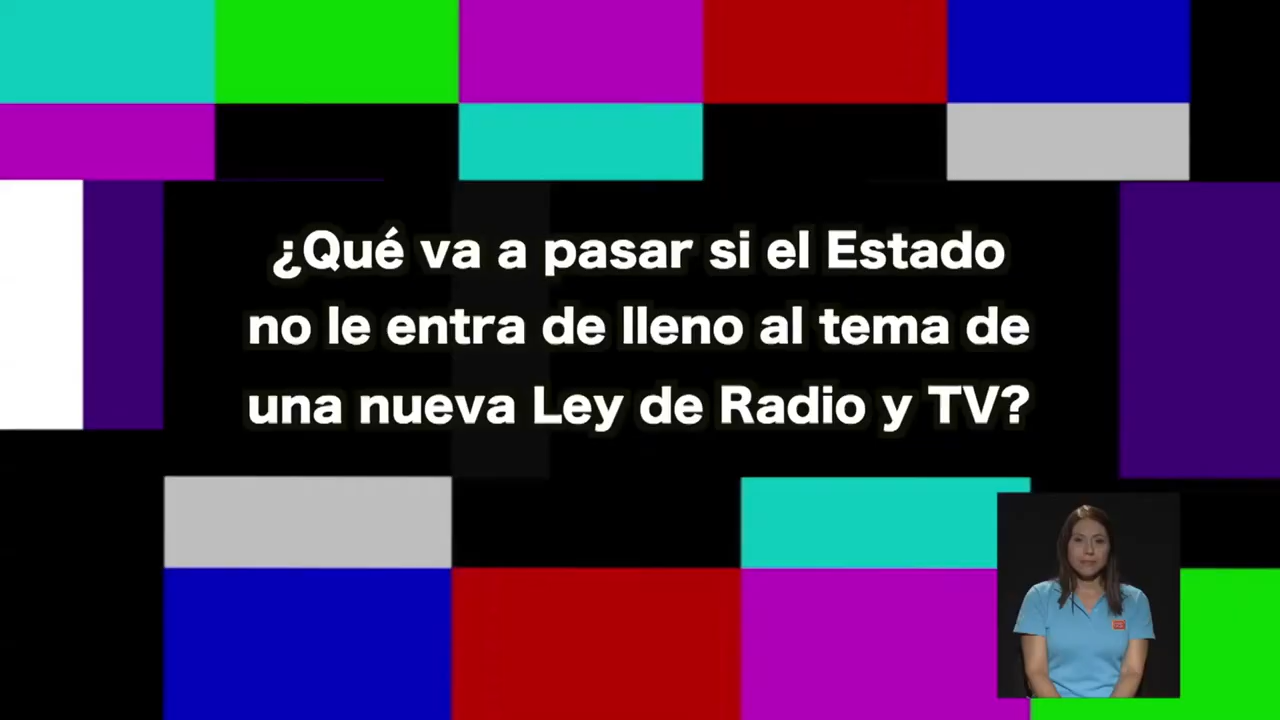 ¿Qué va a pasar si el Estado
no le entra de lleno al tema de
una nueva Ley de Radio y TV?